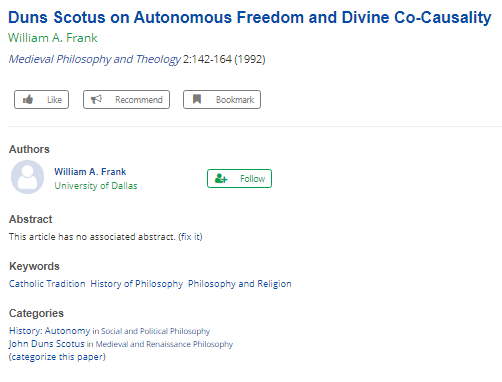 Duns Scotus on Autonomous Freedom and Divine Co-Causality
William A. Frank
Medieval Philosophy and Theology 2:142-164 (1992)
Like Recommend Bookmark
Authors
William A. Frank
University of Dallas
Follow
Abstract
This article has no associated abstract. (fix it)
Keywords
Catholic Tradition History of Philosophy Philosophy and Religion
Categories
History: Autonomy in Social and Political Philosophy
John Duns Scotus in Medieval and Renaissance Philosophy
(categorize this paper)